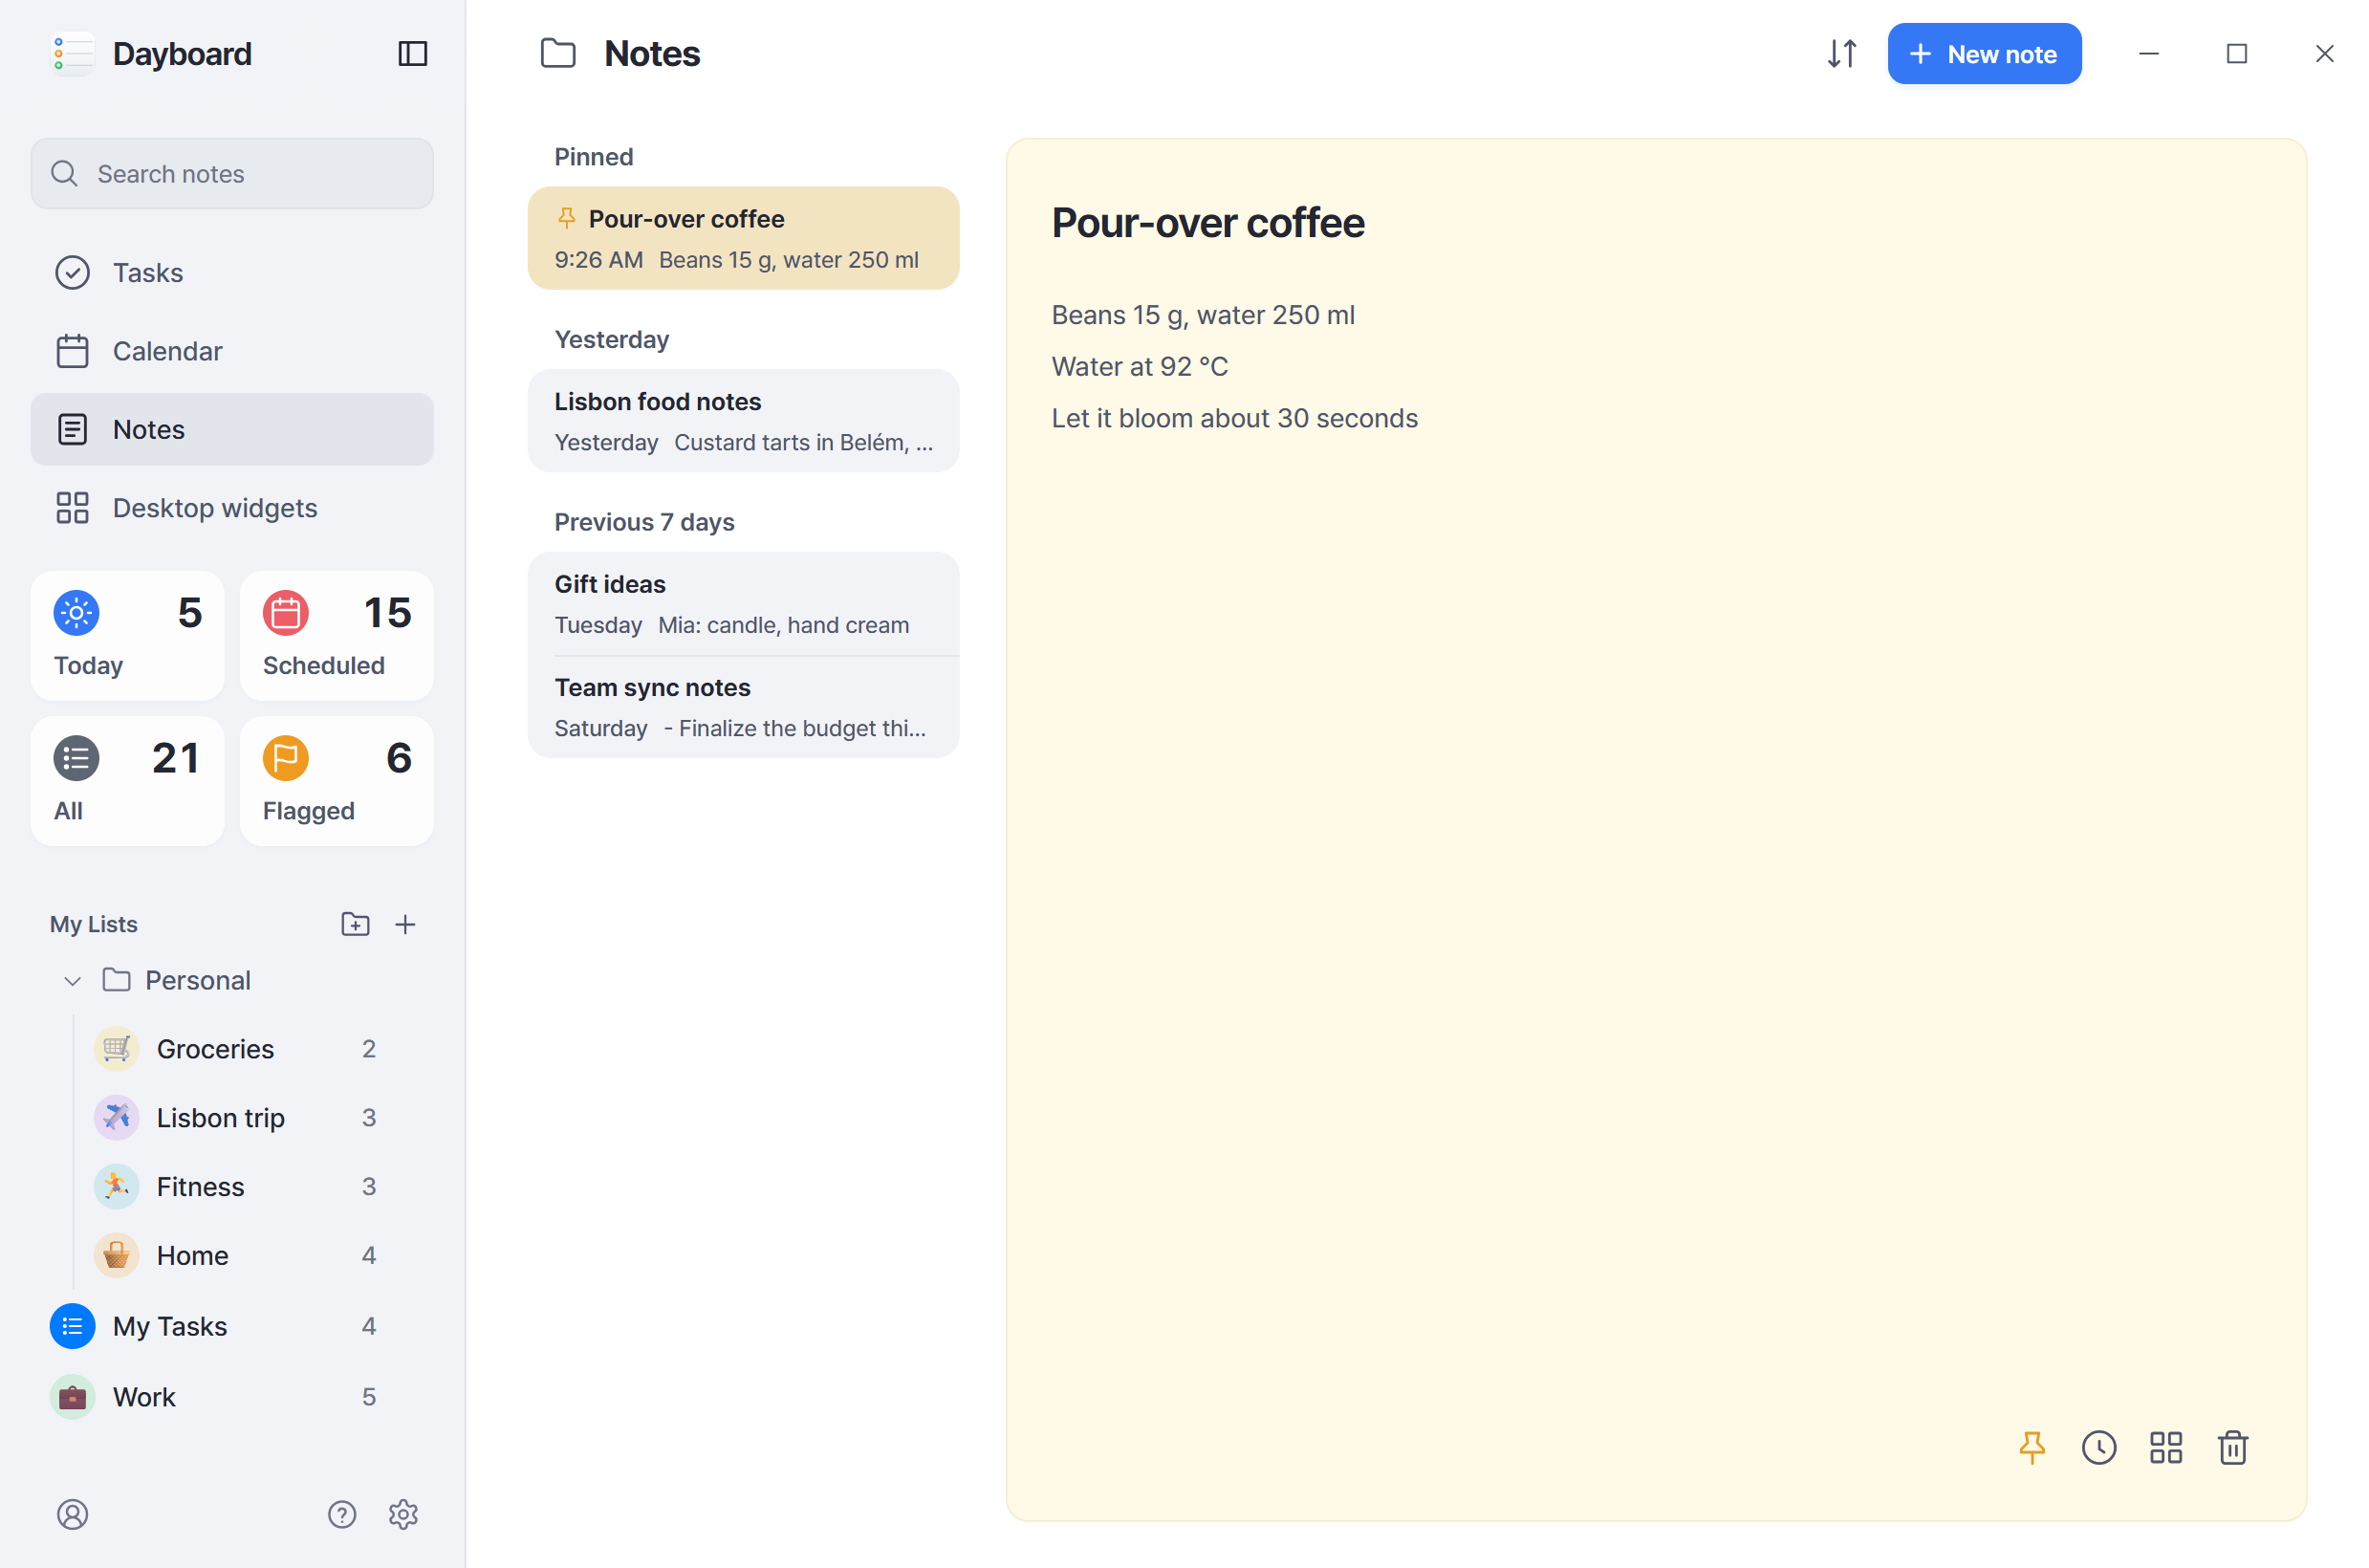 Dayboard
Search notes
Tasks
Calendar
Notes
Desktop widgets
5
Today
15
Scheduled
21
All
6
Flagged
My Lists
Personal
Groceries 2
Lisbon trip 3
Fitness 3
Home 4
My Tasks 4
Work 5
Notes
New note
Pinned
Pour-over coffee
9:26 AM Beans 15 g, water 250 ml
Yesterday
Lisbon food notes
Yesterday Custard tarts in Belém, ...
Previous 7 days
Gift ideas
Tuesday Mia: candle, hand cream
Team sync notes
Saturday - Finalize the budget thi...
Pour-over coffee
Beans 15 g, water 250 ml
Water at 92 °C
Let it bloom about 30 seconds